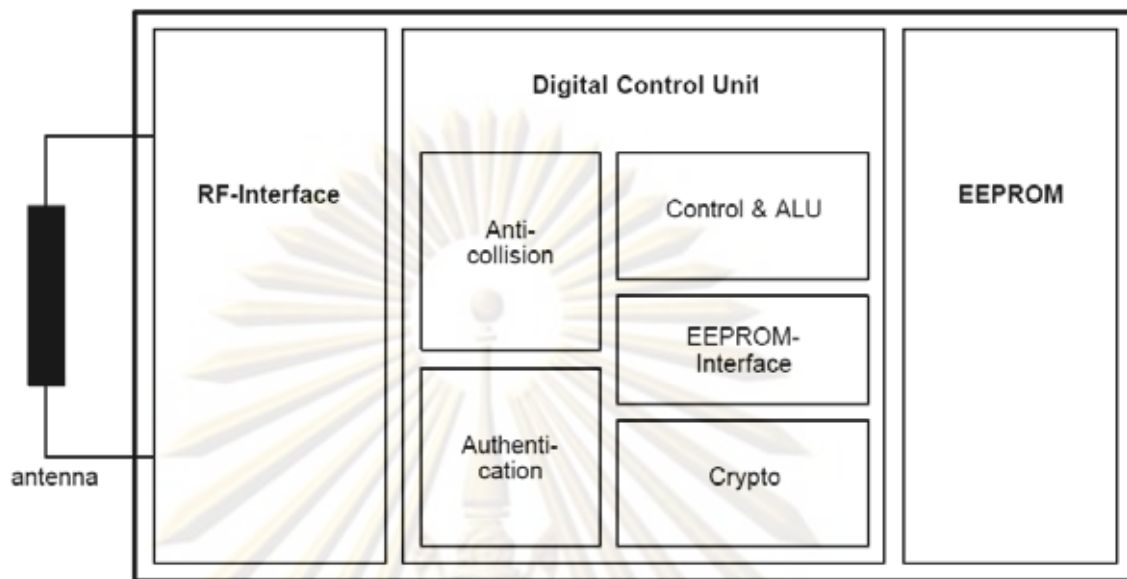 Digital Control Unit
RF-Interface
EEPROM
Anti-
collision
Control & ALU
EEPROM-
Interface
Authenti-
cation
Crypto
antenna